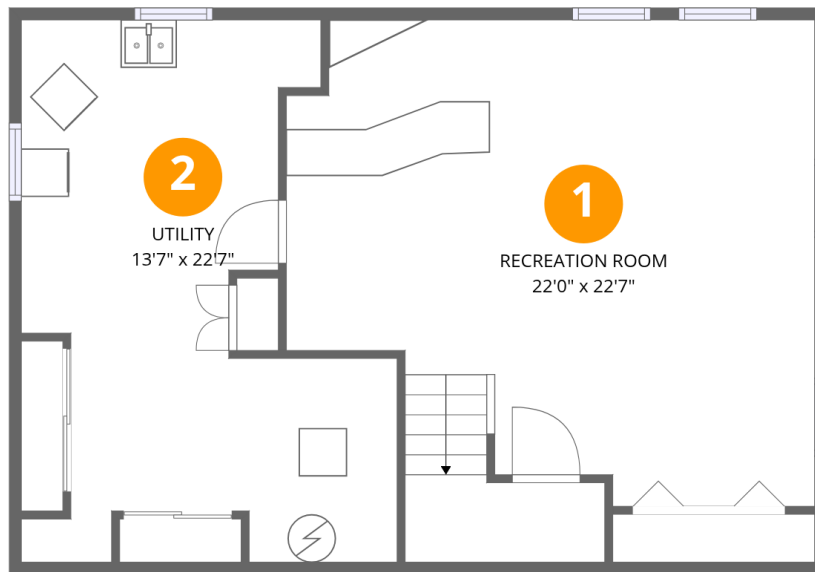 2
UTILITY
13'7" x 22'7"
1
RECREATION ROOM
22'0" x 22'7"